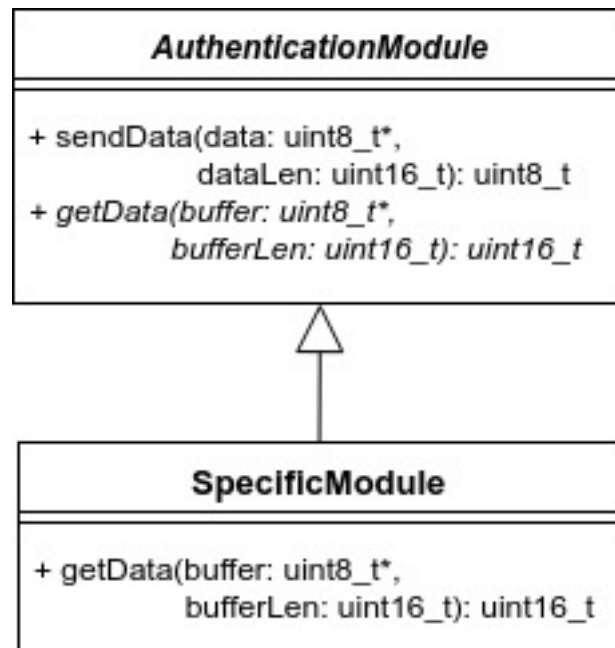 AuthenticationModule
+ sendData(data: uint8_t*,
dataLen: uint16_t): uint8_t
+ getData(buffer: uint8_t*,
bufferLen: uint16_t): uint16_t
SpecificModule
+ getData(buffer: uint8_t*,
bufferLen: uint16_t): uint16_t